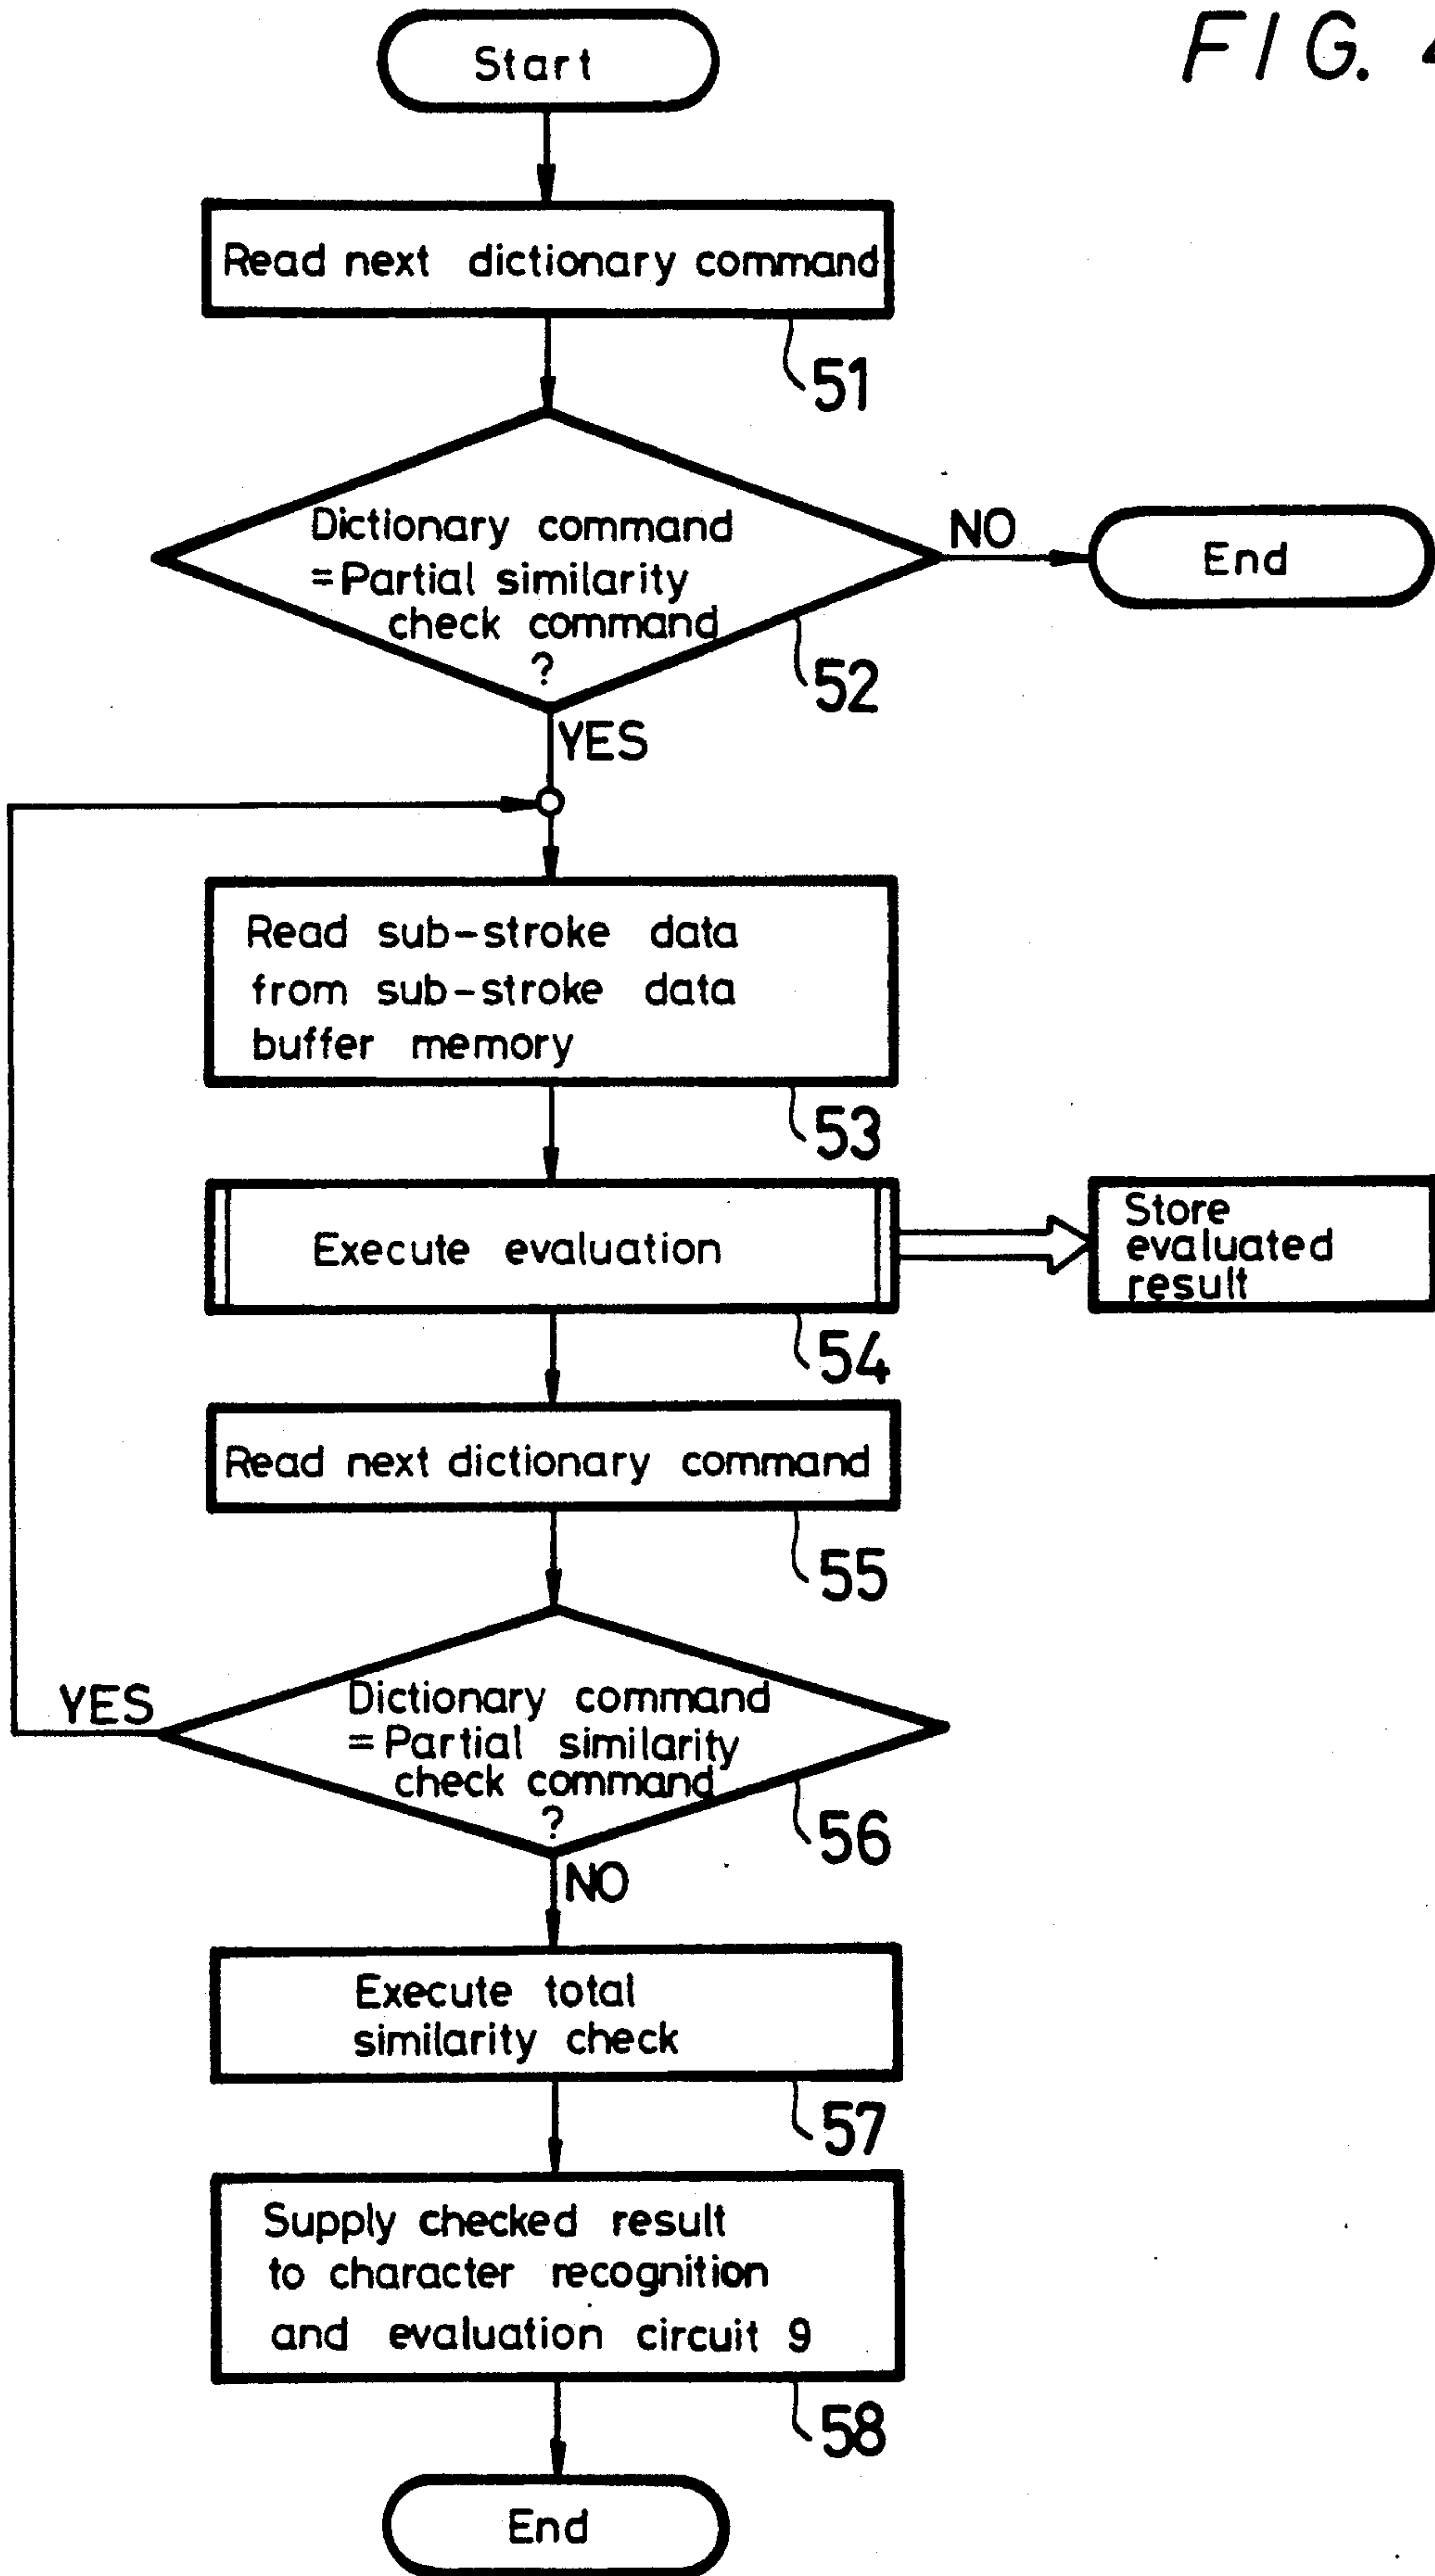 FIG. 4
Start
Read next dictionary command
51
Dictionary command
=Partial similarity
check command
?
NO
End
52
YES
Read sub-stroke data
from sub-stroke data
buffer memory
53
Execute evaluation
Store
evaluated
result
54
Read next dictionary command
55
YES
Dictionary command
=Partial similarity
check command
?
56
NO
Execute total
similarity check
57
Supply checked result
to character recognition
and evaluation circuit 9
58
End